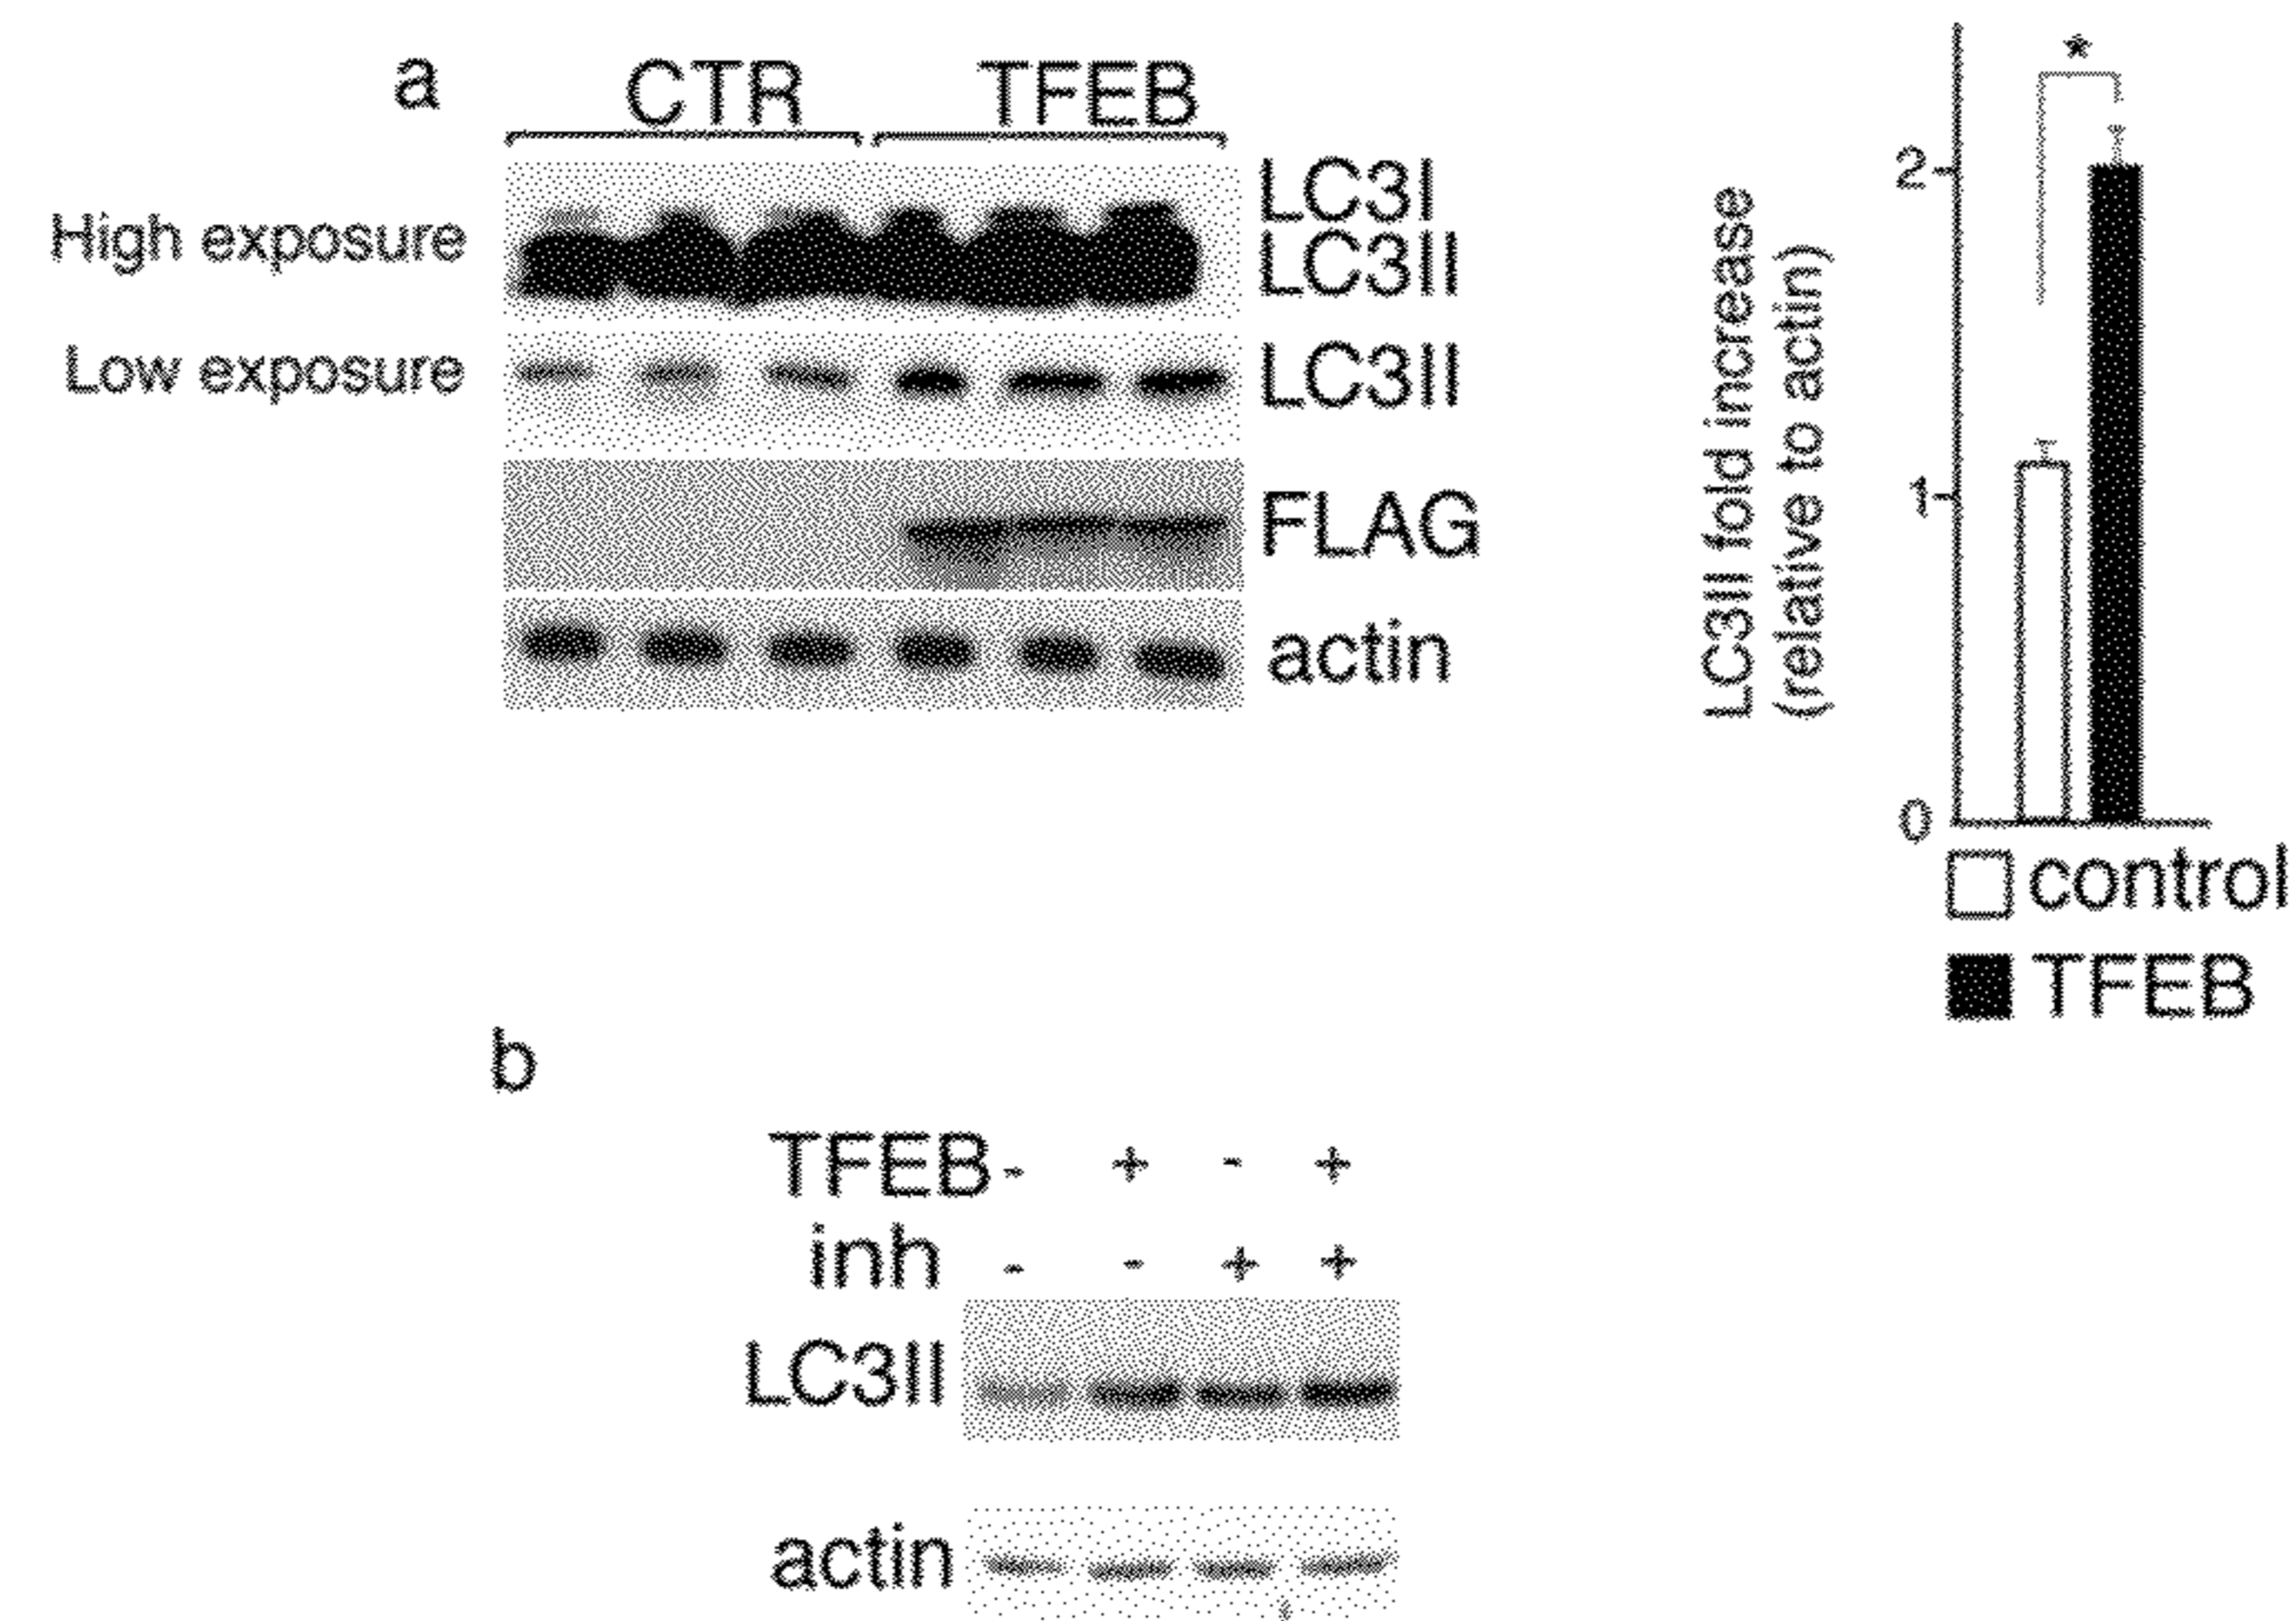 a
CTR TFEB
High exposure
LC3I
LC3II
Low exposure
LC3II
FLAG
actin
LC3II fold increase
(relative to actin)
*
2
1
0
control
TFEB
b
TFEB - + - +
inh - - + +
LC3II
actin